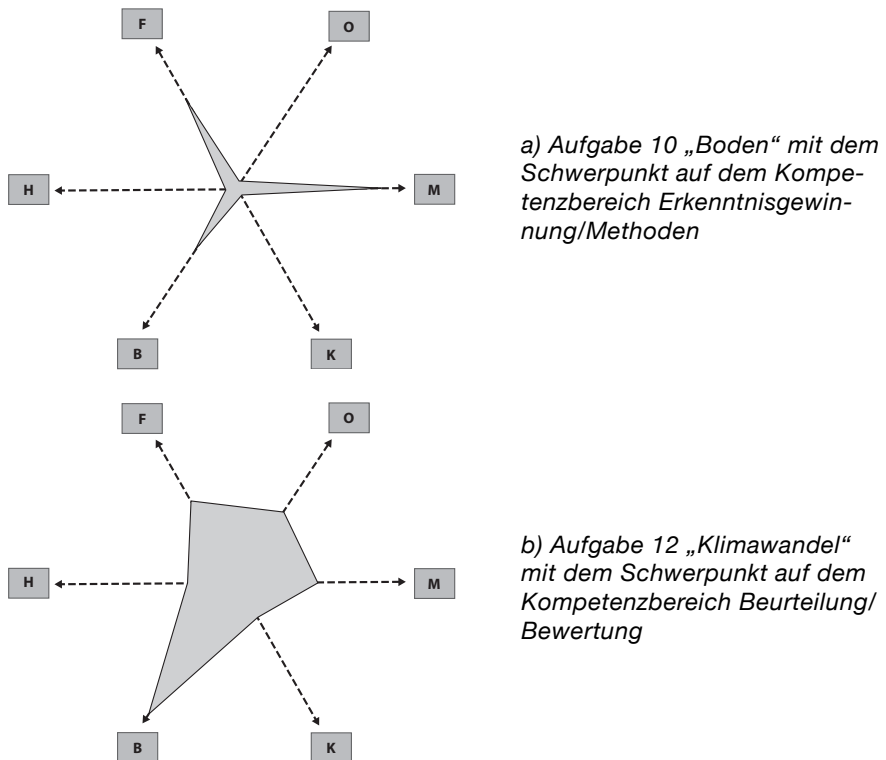 F
O
a) Aufgabe 10 „Boden“ mit dem
Schwerpunkt auf dem Kompe-
tenzbereich Erkenntnisgewin-
nung/Methoden
H
M
B
K
F
O
b) Aufgabe 12 „Klimawandel“
mit dem Schwerpunkt auf dem
Kompetenzbereich Beurteilung/
Bewertung
H
M
B
K